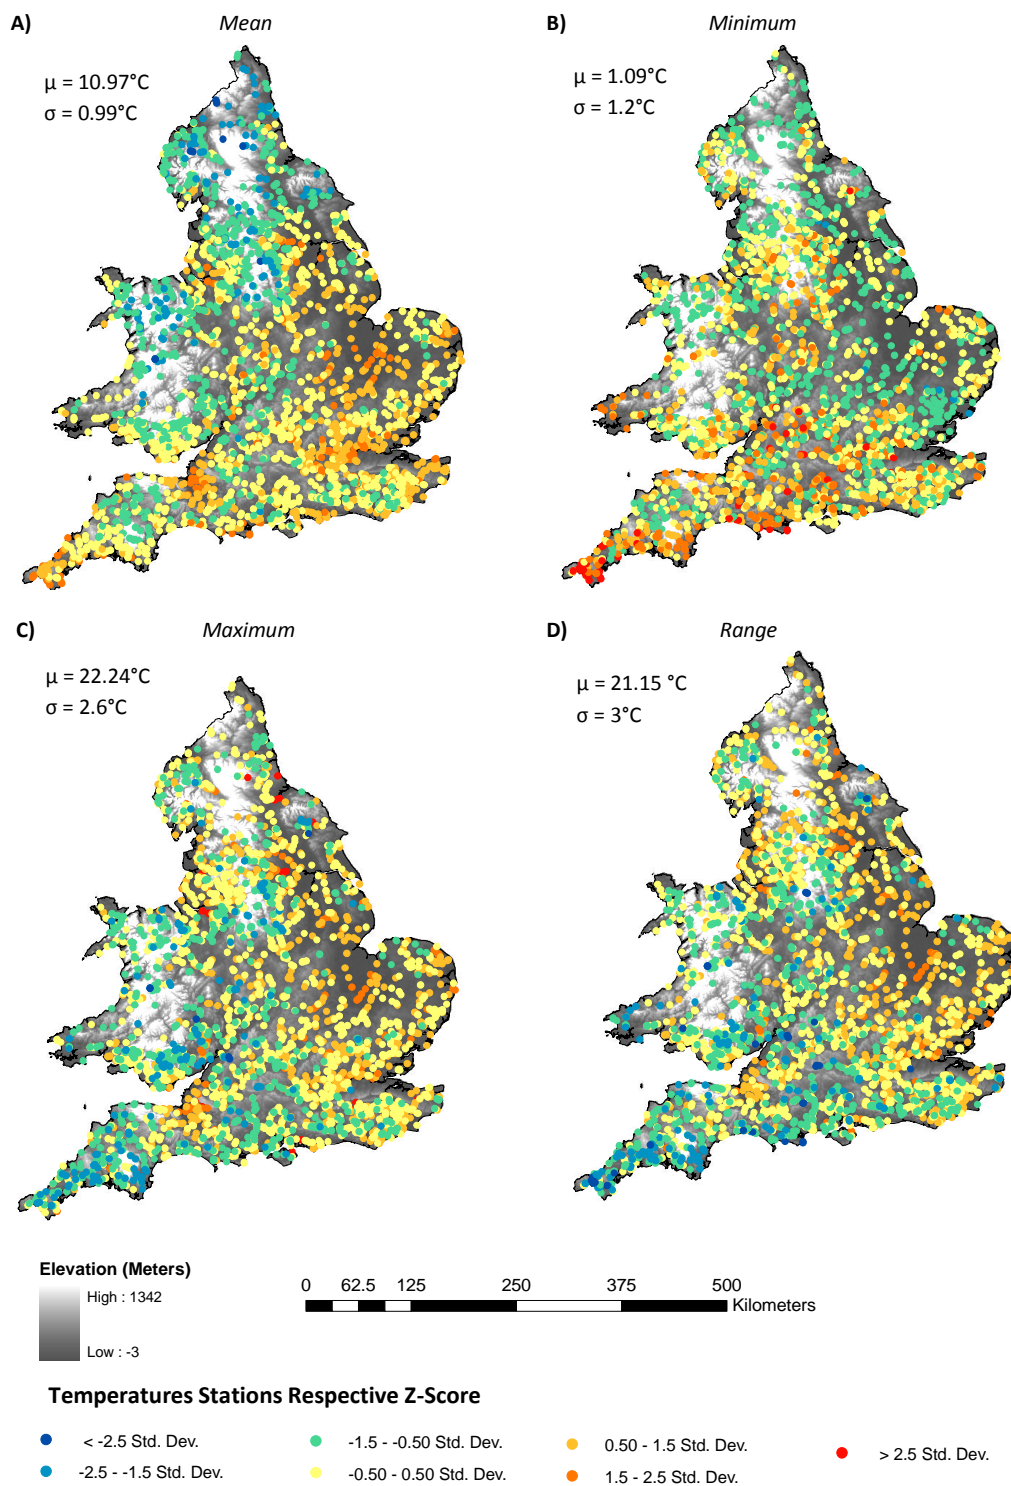 A) Mean
μ = 10.97°C
σ = 0.99°C
B) Minimum
μ = 1.09°C
σ = 1.2°C
C) Maximum
μ = 22.24°C
σ = 2.6°C
D) Range
μ = 21.15 °C
σ = 3°C
Elevation (Meters)
High : 1342
Low : -3
0 62.5 125 250 375 500
Kilometers
Temperatures Stations Respective Z-Score
< -2.5 Std. Dev.
-2.5 - -1.5 Std. Dev.
-1.5 - -0.50 Std. Dev.
-0.50 - 0.50 Std. Dev.
0.50 - 1.5 Std. Dev.
1.5 - 2.5 Std. Dev.
> 2.5 Std. Dev.